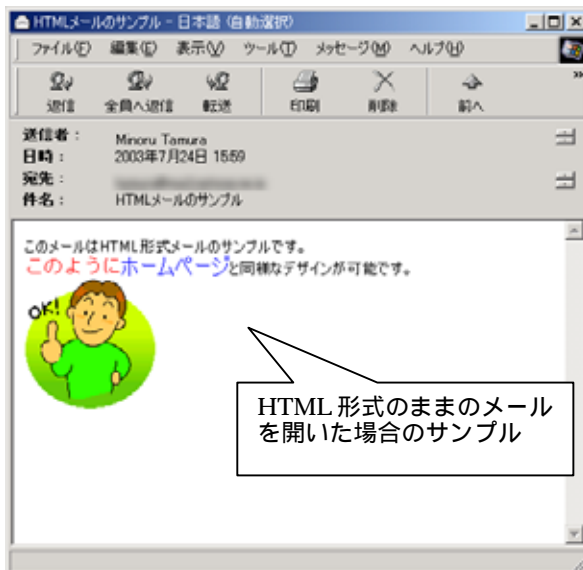 HTMLメールのサンプル - 日本語 (自動選択)
ファイル(F) 編集(E) 表示(V) ツール(T) メッセージ(M) ヘルプ(H)
返信 全員へ返信 転送 印刷 削除 前へ »
送信者 : Minoru Tamura
日時 : 2003年7月24日 15:59
宛先 :
件名 : HTMLメールのサンプル
このメールはHTML形式メールのサンプルです。
このようにホームページと同様なデザインが可能です。
OK!
HTML 形式のままのメール
を開いた場合のサンプル